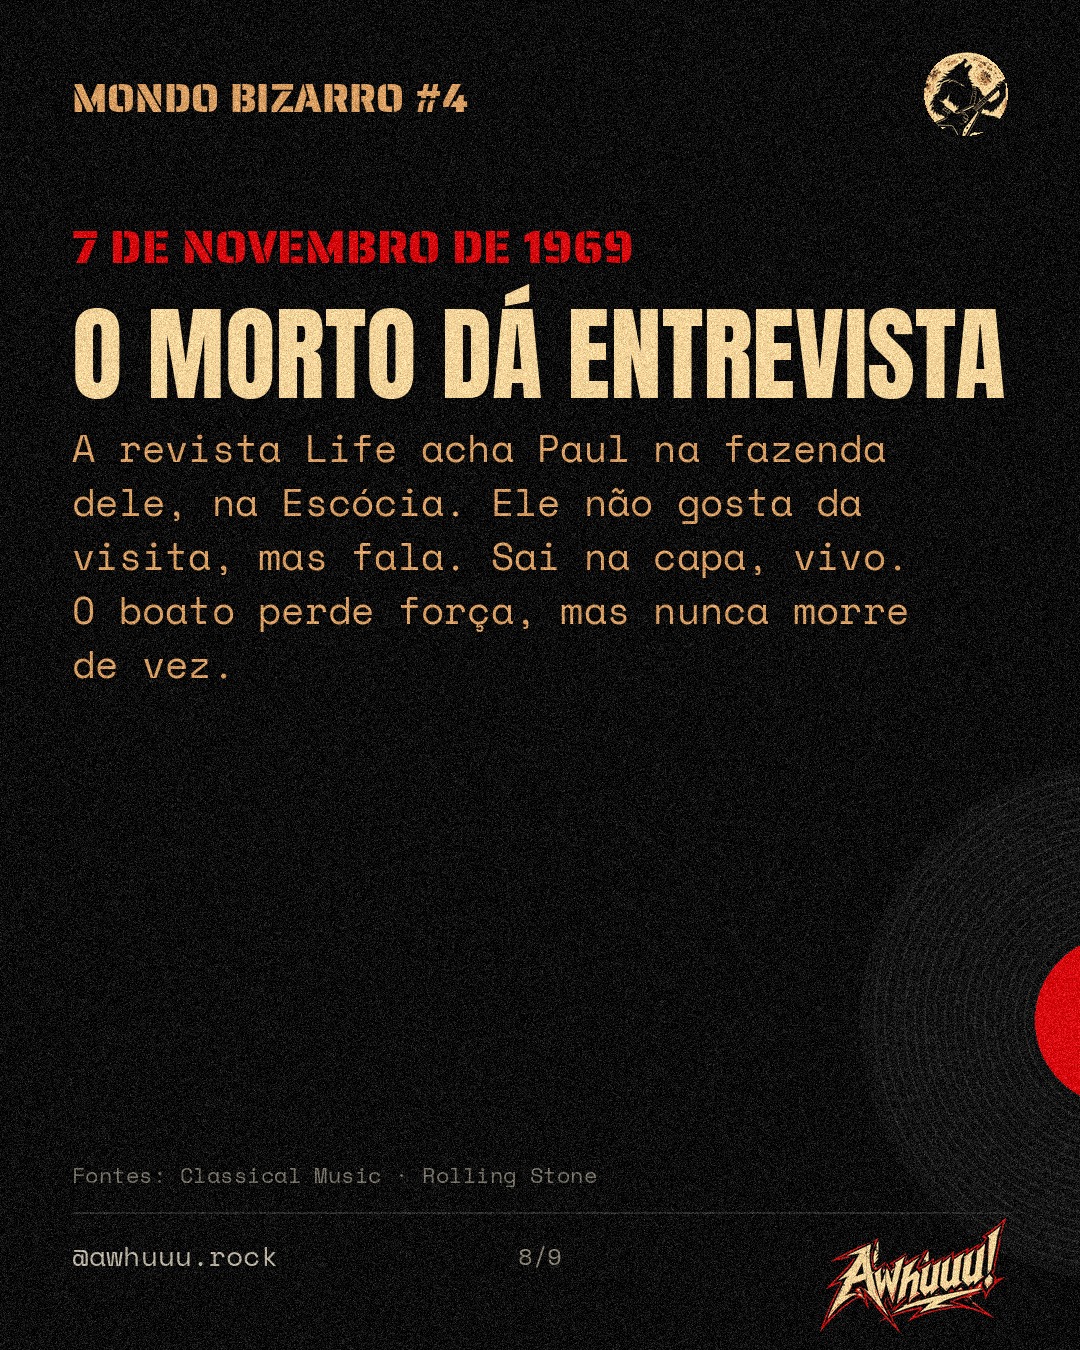 MONDO BIZARRO #4
7 DE NOVEMBRO DE 1969
O MORTO DÁ ENTREVISTA
A revista Life acha Paul na fazenda
dele, na Escócia. Ele não gosta da
visita, mas fala. Sai na capa, vivo.
O boato perde força, mas nunca morre
de vez.
Fontes: Classical Music · Rolling Stone
@awhuuu.rock
8/9
Awhuuu!